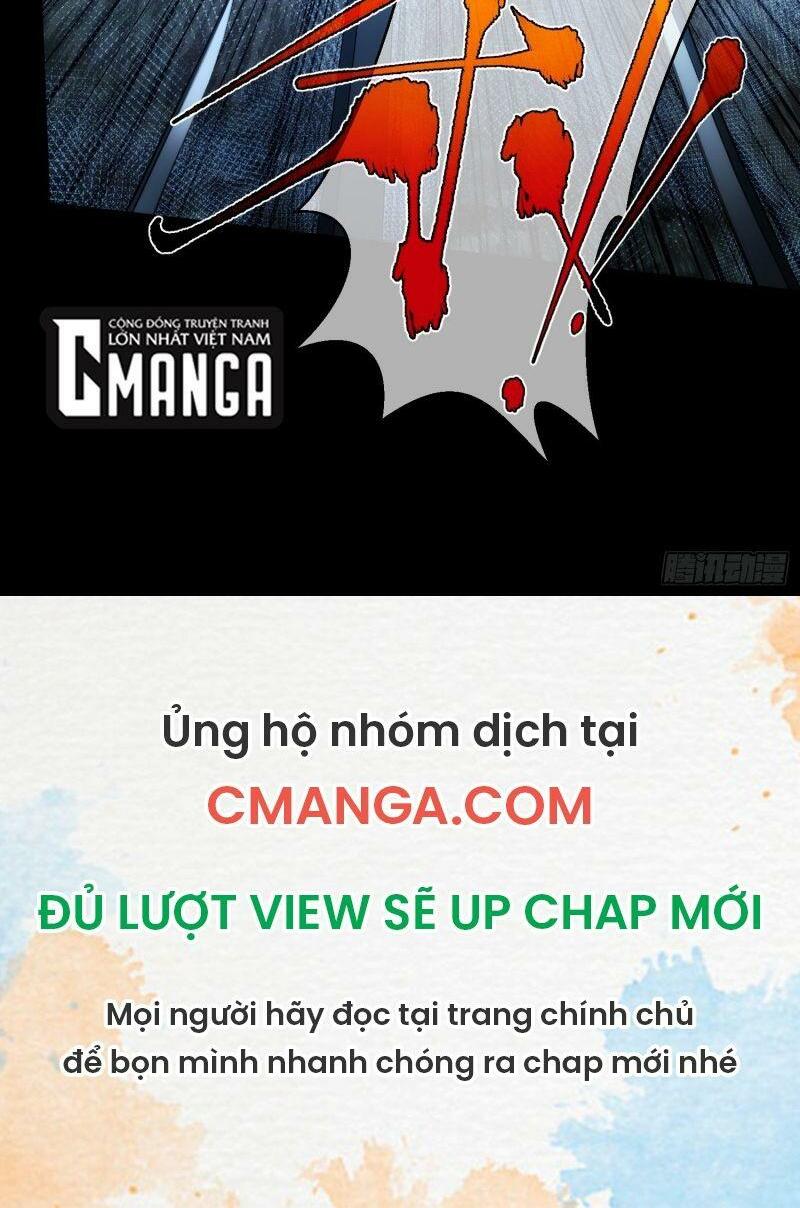 CỘNG ĐỒNG TRUYỆN TRANH
LỚN NHẤT VIỆT NAM
CMANGA
腾讯动漫
Ủng hộ nhóm dịch tại
CMANGA.COM
ĐỦ LƯỢT VIEW SẼ UP CHAP MỚI
Mọi người hãy đọc tại trang chính chủ
để bọn mình nhanh chóng ra chap mới nhé